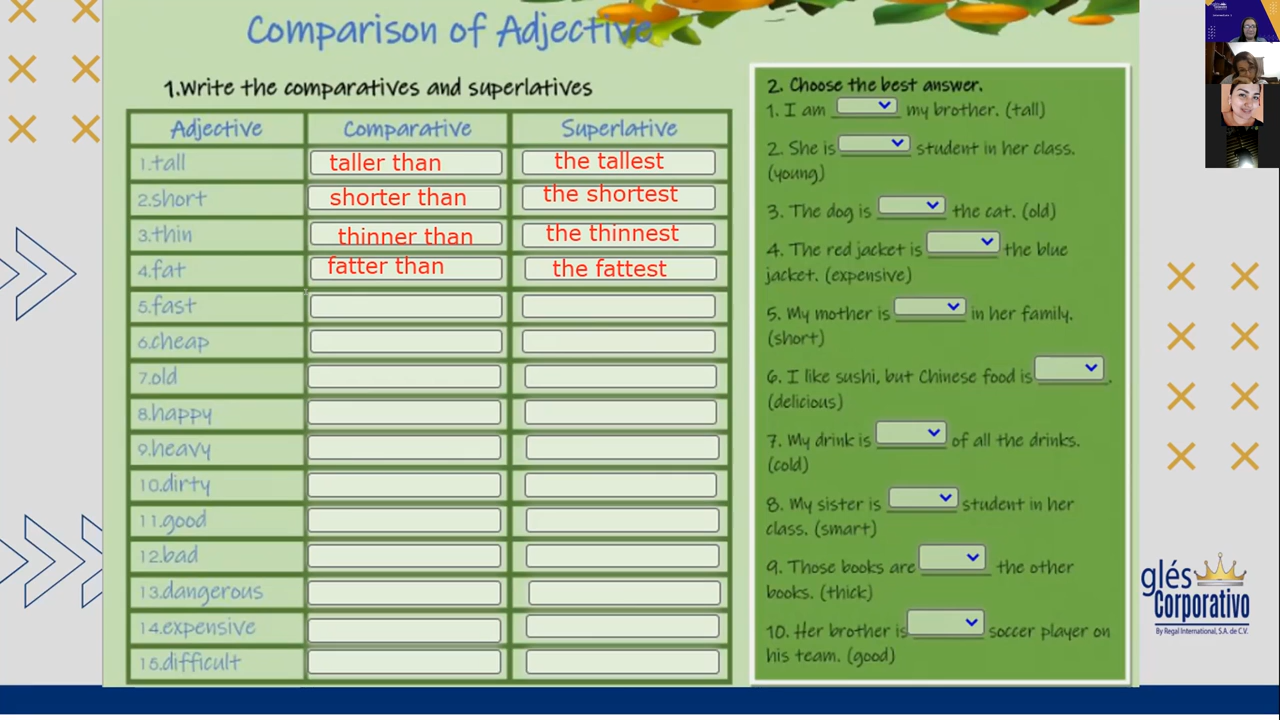 Comparison of Adjective
1.Write the comparatives and superlatives
Adjective Comparative Superlative
1.tall taller than the tallest
2.short shorter than the shortest
3.thin thinner than the thinnest
4.fat fatter than the fattest
5.fast
6.cheap
7.old
8.happy
9.heavy
10.dirty
11.good
12.bad
13.dangerous
14.expensive
15.difficult
2. Choose the best answer.
1. I am my brother. (tall)
2. She is student in her class.
(young)
3. The dog is the cat. (old)
4. The red jacket is the blue
jacket. (expensive)
5. My mother is in her family.
(short)
6. I like sushi, but Chinese food is .
(delicious)
7. My drink is of all the drinks.
(cold)
8. My sister is student in her
class. (smart)
9. Those books are the other
books. (thick)
10. Her brother is soccer player on
his team. (good)
glés
Corporativo
By Regal International, S.A. de C.V.